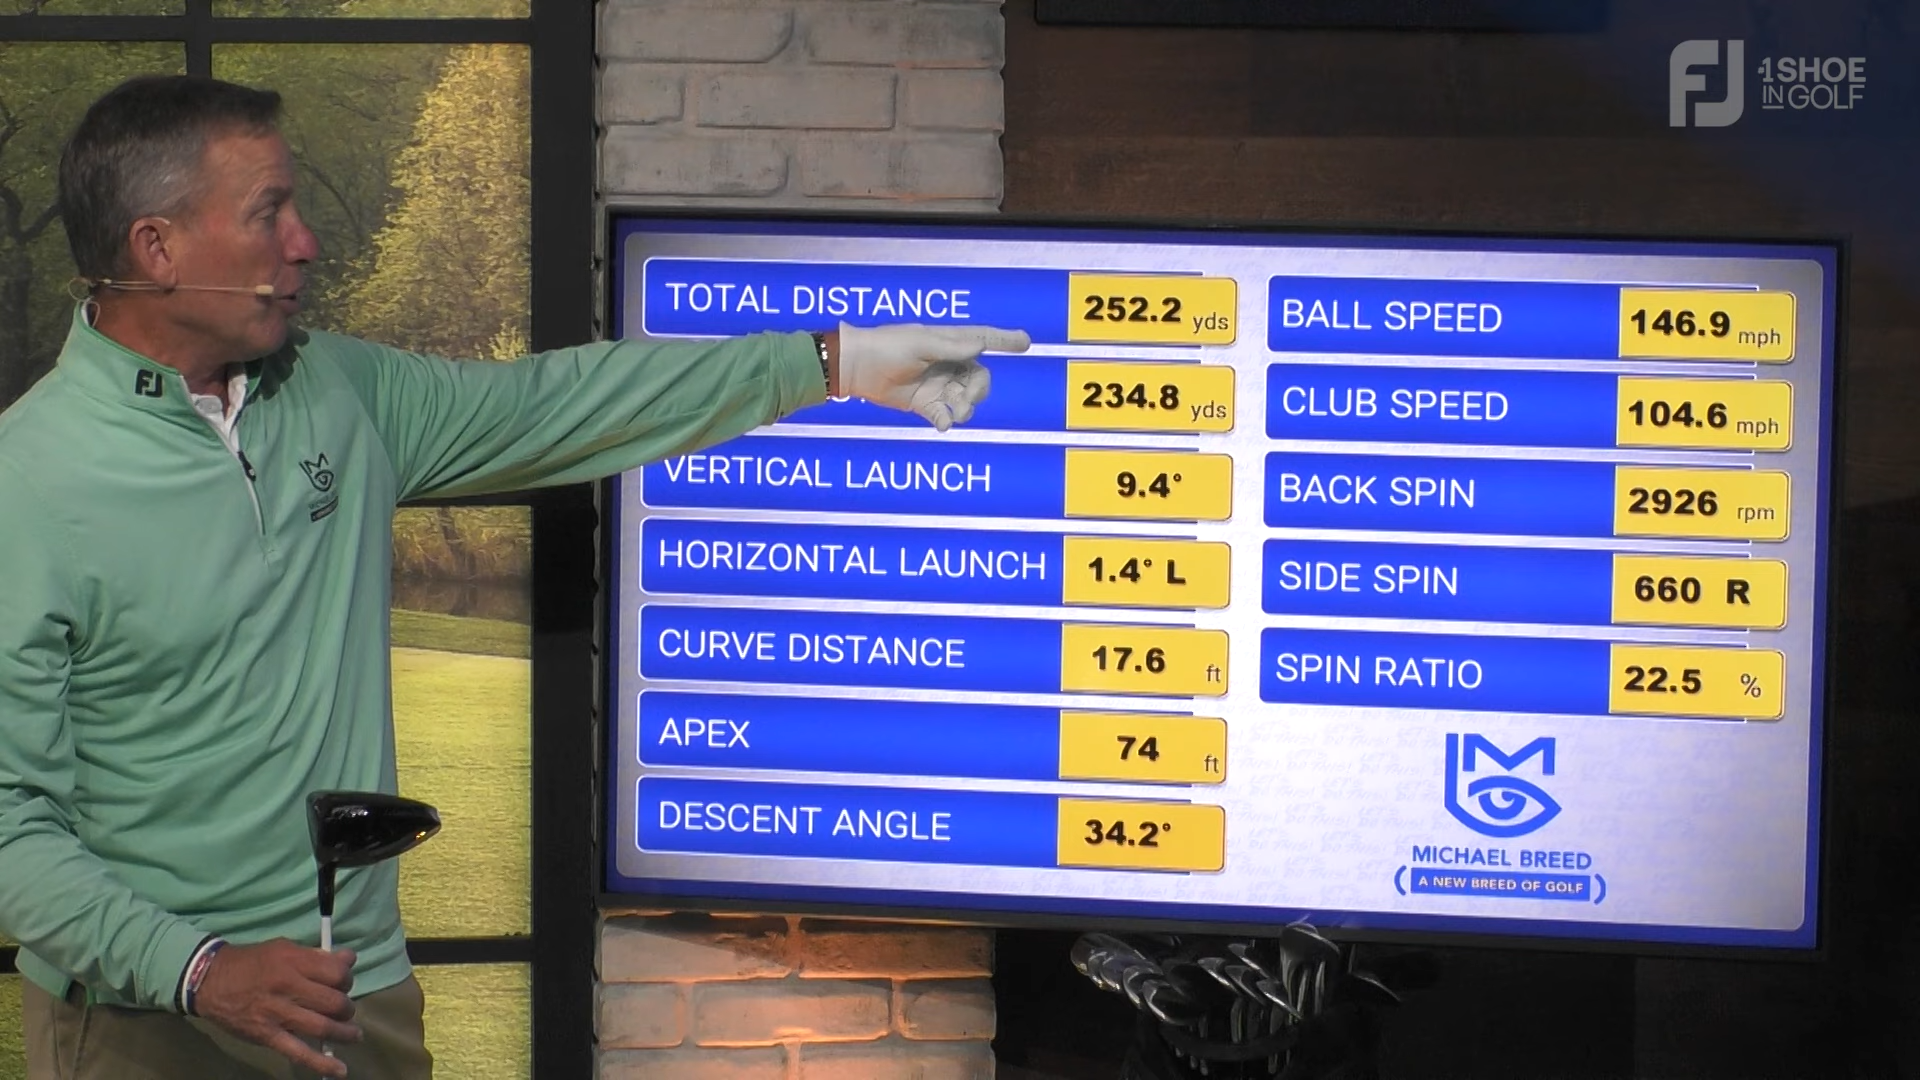 FJ #1SHOE
IN GOLF
TOTAL DISTANCE 252.2 yds
234.8 yds
VERTICAL LAUNCH 9.4°
HORIZONTAL LAUNCH 1.4° L
CURVE DISTANCE 17.6 ft
APEX 74 ft
DESCENT ANGLE 34.2°
BALL SPEED 146.9 mph
CLUB SPEED 104.6 mph
BACK SPIN 2926 rpm
SIDE SPIN 660 R
SPIN RATIO 22.5 %
MICHAEL BREED
A NEW BREED OF GOLF
FJ